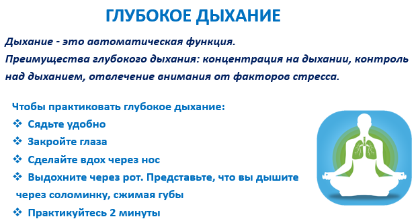 ГЛУБОКОЕ ДЫХАНИЕ
Дыхание - это автоматическая функция.
Преимущества глубокого дыхания: концентрация на дыхании, контроль
над дыханием, отвлечение внимания от факторов стресса.
Чтобы практиковать глубокое дыхание:
❖ Сядьте удобно
❖ Закройте глаза
❖ Сделайте вдох через нос
❖ Выдохните через рот. Представьте, что вы дышите
через соломинку, сжимая губы
❖ Практикуйтесь 2 минуты